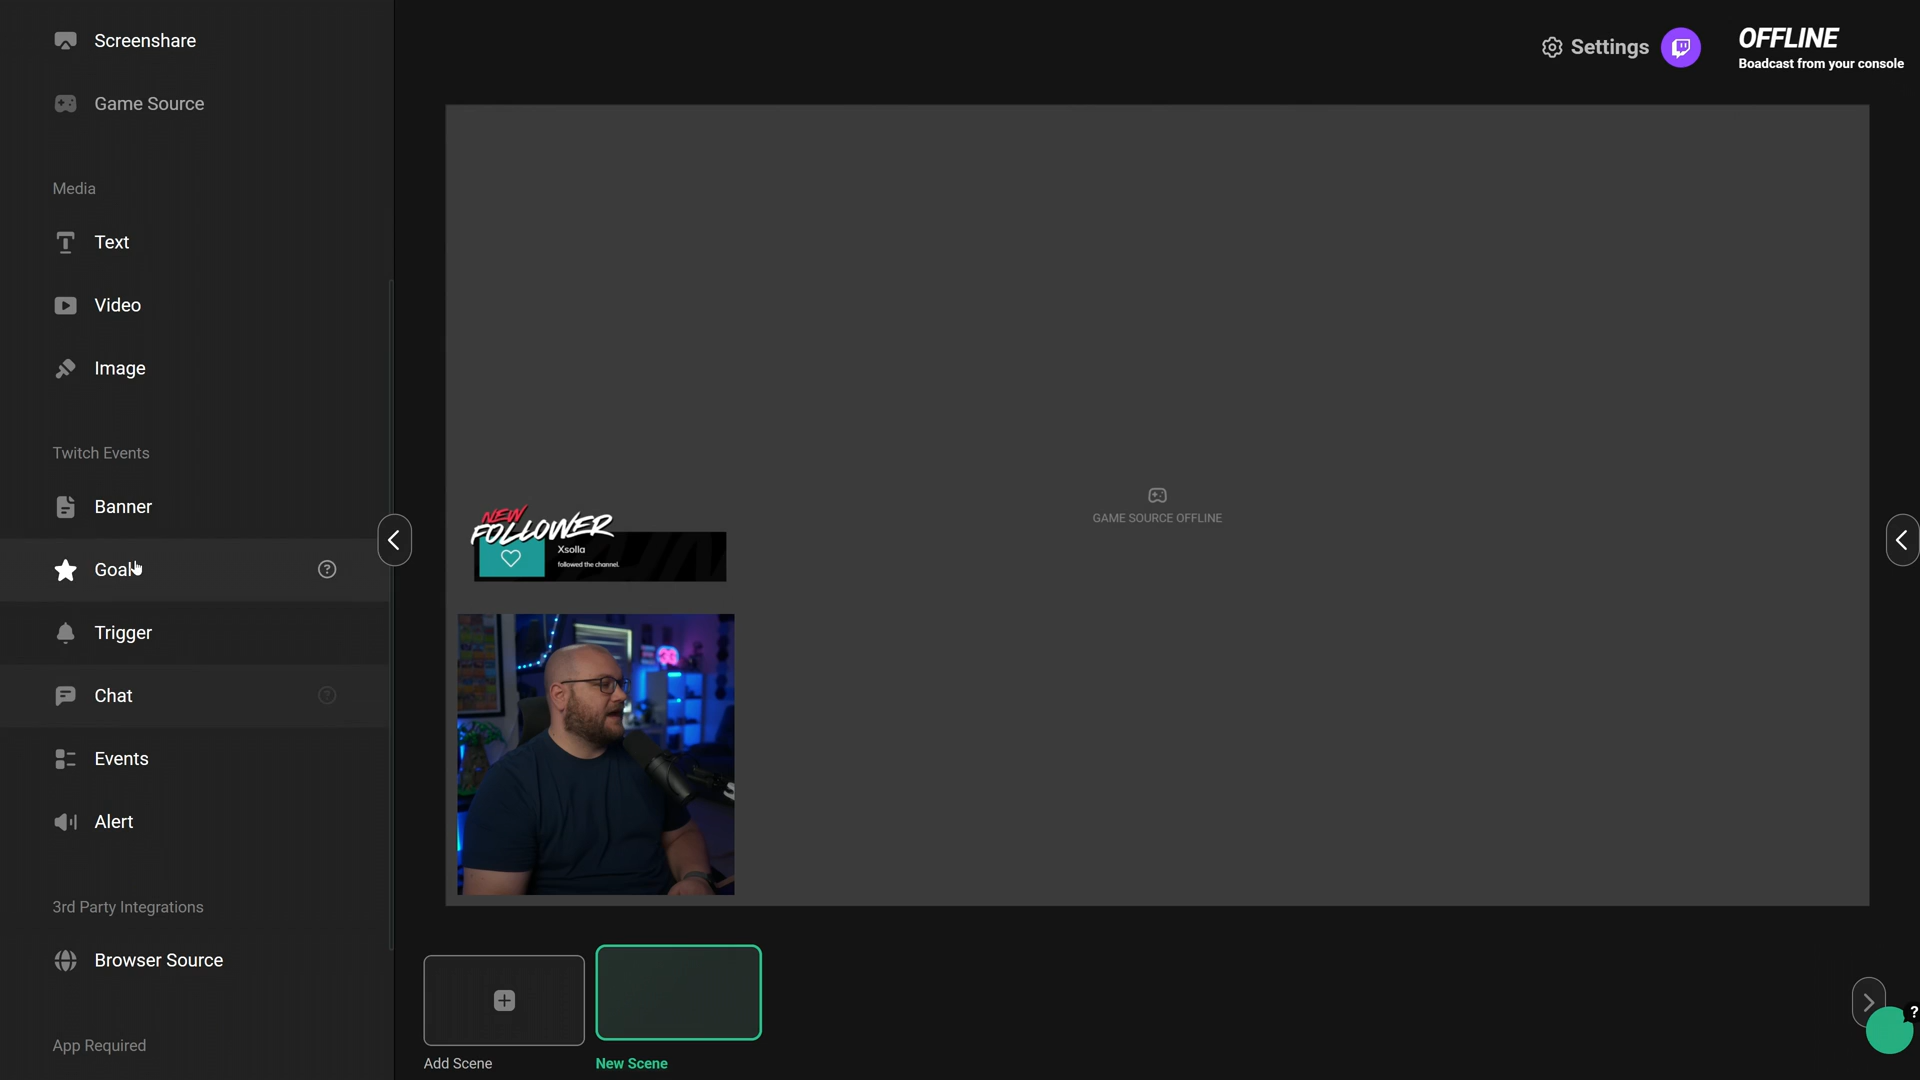 Screenshare
Game Source
Media
Text
Video
Image
Twitch Events
Banner
Goal
?
Trigger
Chat
?
Events
Alert
3rd Party Integrations
Browser Source
App Required
Settings
OFFLINE
Boadcast from your console
GAME SOURCE OFFLINE
NEW
FOLLOWER
Xsolla
followed the channel.
Add Scene
New Scene
?